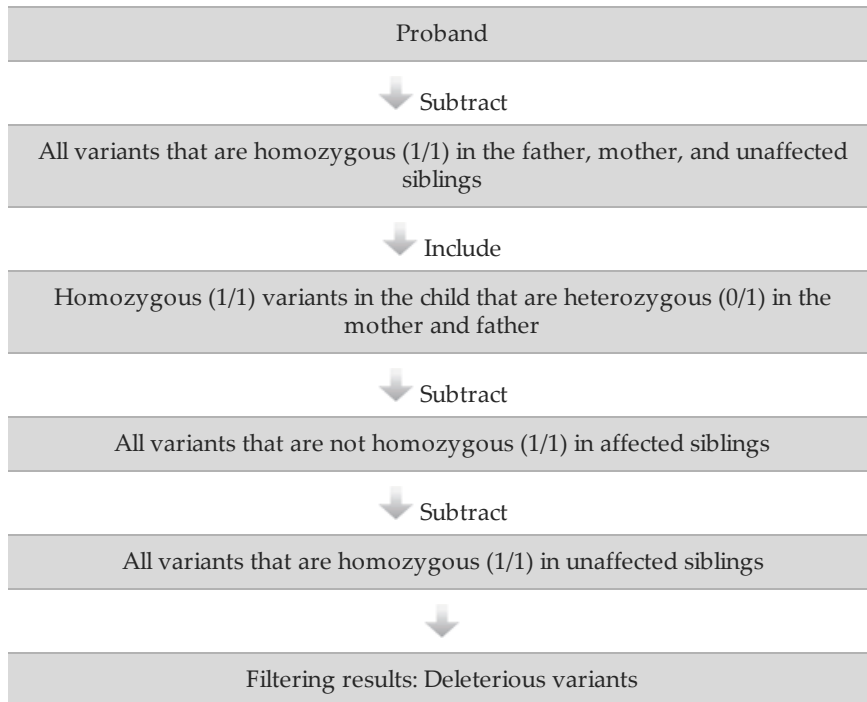 Proband
Subtract
All variants that are homozygous (1/1) in the father, mother, and unaffected
siblings
Include
Homozygous (1/1) variants in the child that are heterozygous (0/1) in the
mother and father
Subtract
All variants that are not homozygous (1/1) in affected siblings
Subtract
All variants that are homozygous (1/1) in unaffected siblings
Filtering results: Deleterious variants